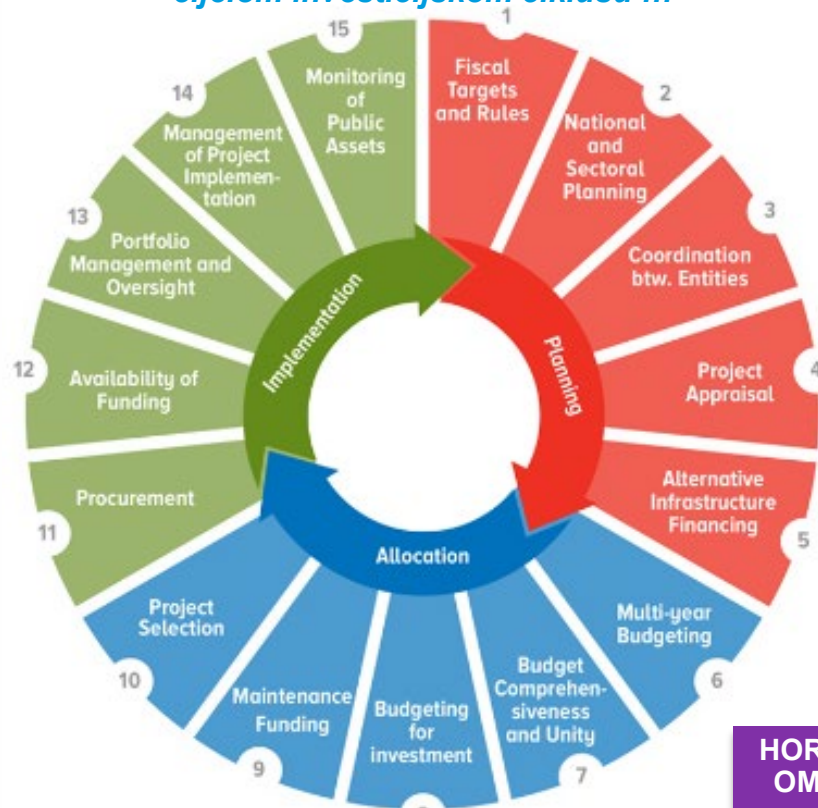 1
Fiscal
Targets
and Rules
2
National
and
Sectoral
Planning
3
Coordination
btw. Entities
4
Project
Appraisal
5
Alternative
Infrastructure
Financing
6
Multi-year
Budgeting
7
Budget
Comprehen-
siveness
and Unity
Budgeting
for
investment
9
Maintenance
Funding
10
Project
Selection
11
Procurement
12
Availability of
Funding
13
Portfolio
Management and
Oversight
14
Management
of Project
Implemen-
tation
15
Monitoring
of
Public
Assets
Planning
Allocation
Implementation
HOR
OM